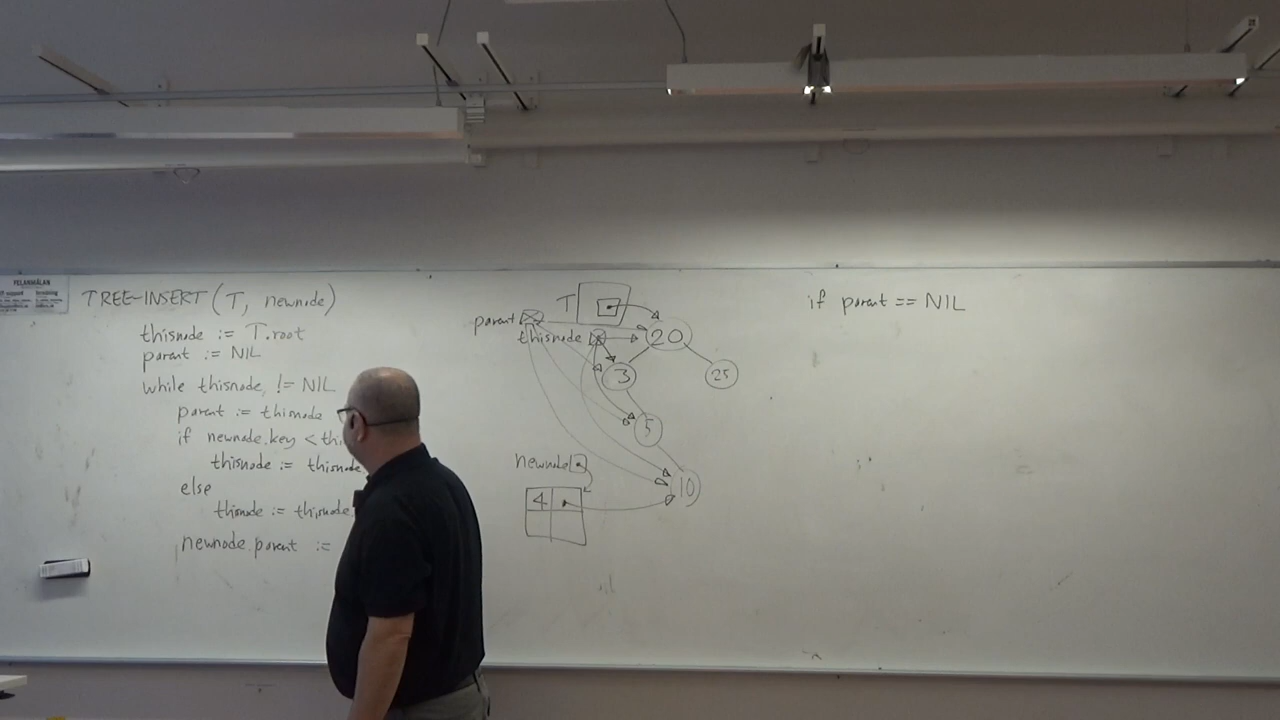 FELANMÄLAN
TREE-INSERT (T, newnode)
thisnode := T.root
parent := NIL
while thisnode != NIL
parent := thisnode
if newnode.key < thi
thisnode := thisnode
else
thisnode := thisnode
newnode.parent :=
T
parent
thisnode
20
3
25
5
newnode
10
4
if parent == NIL